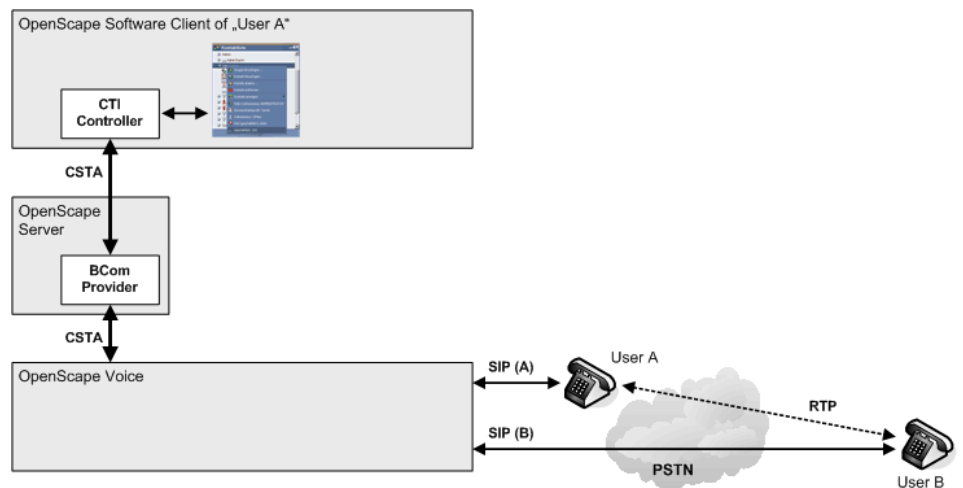 OpenScape Software Client of „User A"
CTI
Controller
CSTA
OpenScape
Server
BCom
Provider
CSTA
OpenScape Voice
SIP (A)
User A
RTP
SIP (B)
PSTN
User B